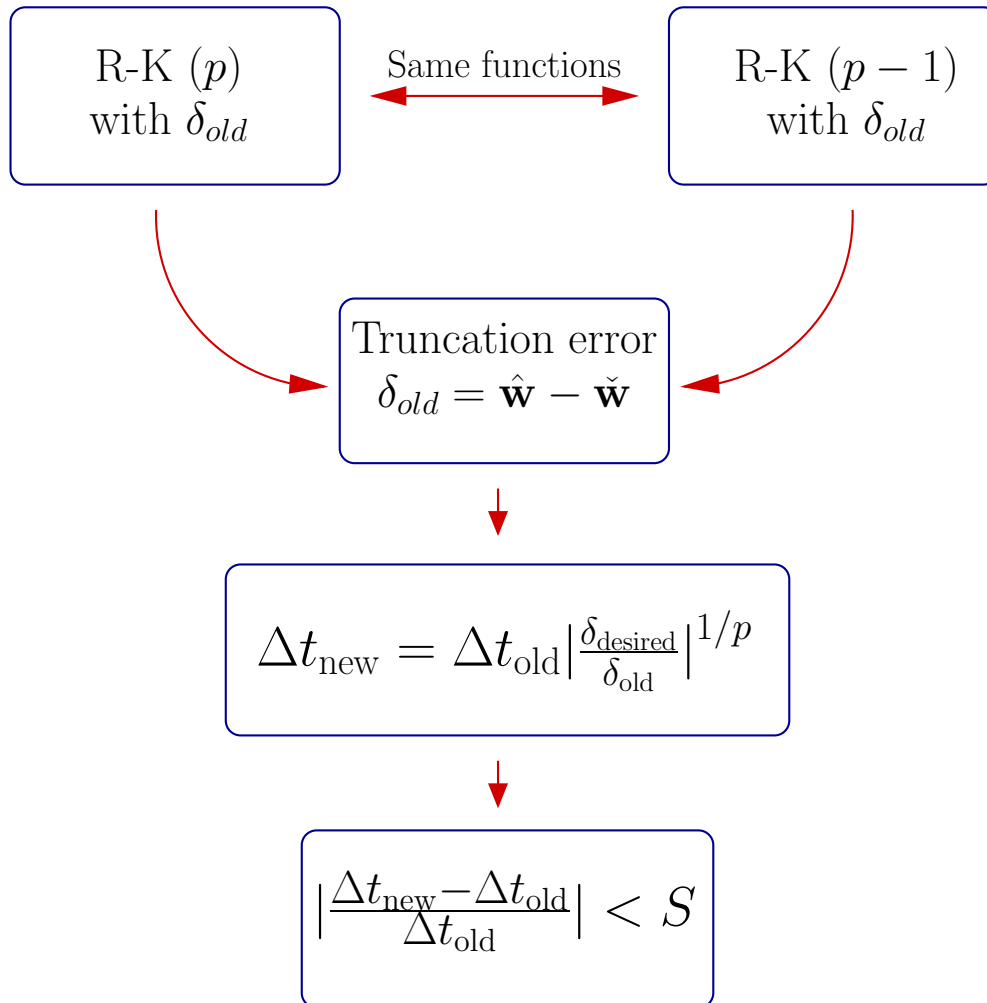 R-K (p)
with δ_old
Same functions
R-K (p − 1)
with δ_old
Truncation error
δ_old = ŵ − w̌
Δt_new = Δt_old|δ_desired/δ_old|^{1/p}
|(Δt_new−Δt_old)/Δt_old| < S